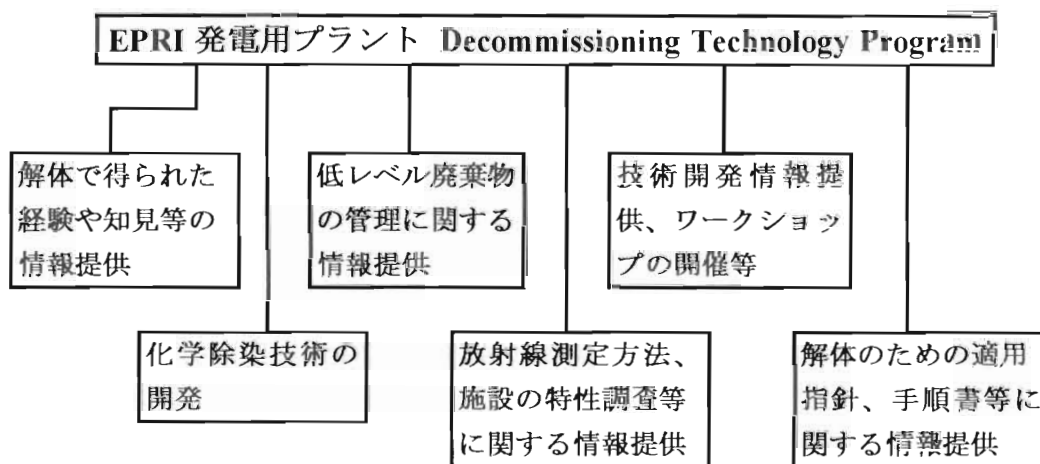 EPRI 発電用プラント Decommissioning Technology Program
解体で得られた
経験や知見等の
情報提供
低レベル廃棄物
の管理に関する
情報提供
技術開発情報提
供、ワークショッ
プの開催等
化学除染技術の
開発
放射線測定方法、
施設の特性調査等
に関する情報提供
解体のための適用
指針、手順書等に
関する情報提供